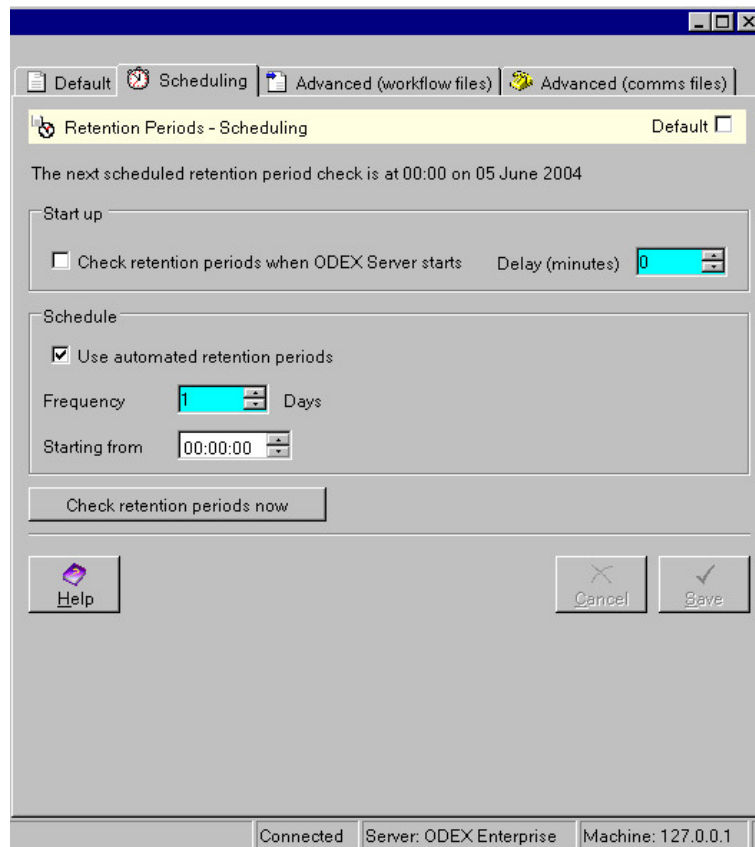 Default Scheduling Advanced (workflow files) Advanced (comms files)
Retention Periods - Scheduling Default
The next scheduled retention period check is at 00:00 on 05 June 2004
Start up
Check retention periods when ODEX Server starts Delay (minutes) 0
Schedule
Use automated retention periods
Frequency 1 Days
Starting from 00:00:00
Check retention periods now
Help Cancel Save
Connected Server: ODEX Enterprise Machine: 127.0.0.1